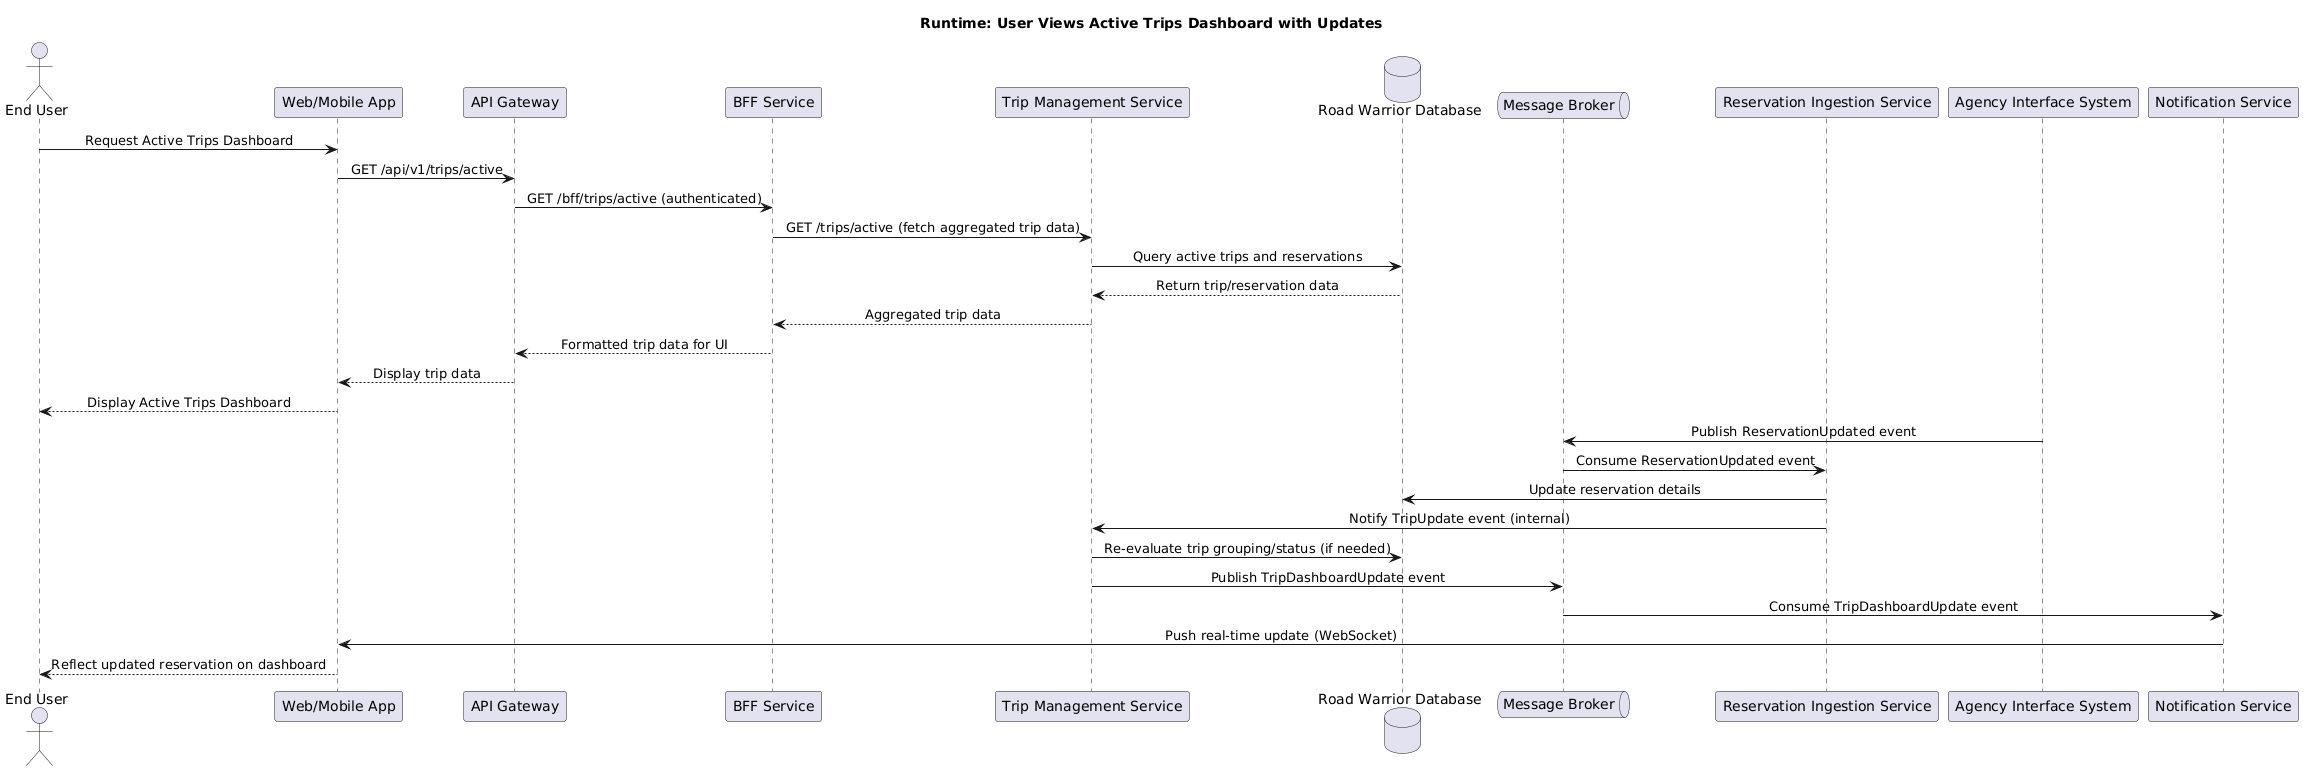 Runtime: User Views Active Trips Dashboard with Updates
End User
Web/Mobile App
API Gateway
BFF Service
Trip Management Service
Road Warrior Database
Message Broker
Reservation Ingestion Service
Agency Interface System
Notification Service
Request Active Trips Dashboard
GET /api/v1/trips/active
GET /bff/trips/active (authenticated)
GET /trips/active (fetch aggregated trip data)
Query active trips and reservations
Return trip/reservation data
Aggregated trip data
Formatted trip data for UI
Display trip data
Display Active Trips Dashboard
Publish ReservationUpdated event
Consume ReservationUpdated event
Update reservation details
Notify TripUpdate event (internal)
Re-evaluate trip grouping/status (if needed)
Publish TripDashboardUpdate event
Consume TripDashboardUpdate event
Push real-time update (WebSocket)
Reflect updated reservation on dashboard
End User
Web/Mobile App
API Gateway
BFF Service
Trip Management Service
Road Warrior Database
Message Broker
Reservation Ingestion Service
Agency Interface System
Notification Service